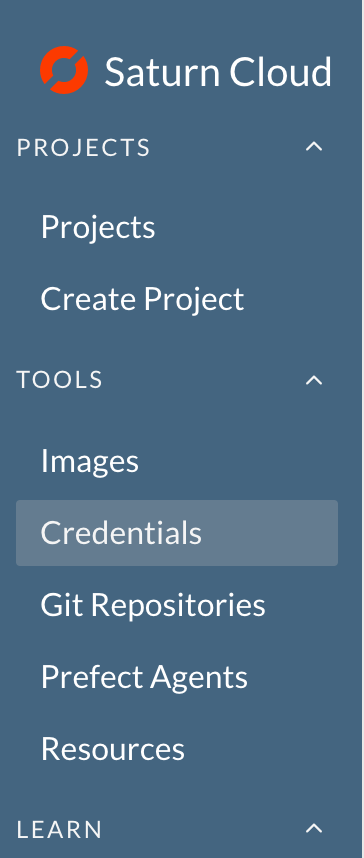 Saturn Cloud
PROJECTS
Projects
Create Project
TOOLS
Images
Credentials
Git Repositories
Prefect Agents
Resources
LEARN